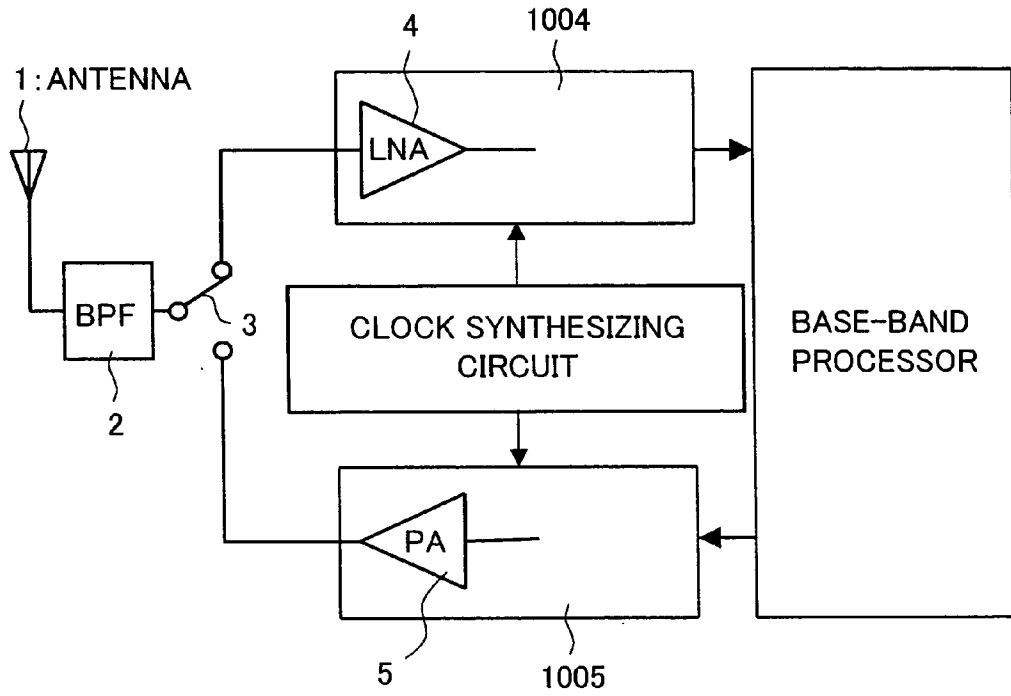 4
1004
1:ANTENNA
LNA
BPF
3
2
CLOCK SYNTHESIZING
CIRCUIT
BASE-BAND
PROCESSOR
PA
5
1005